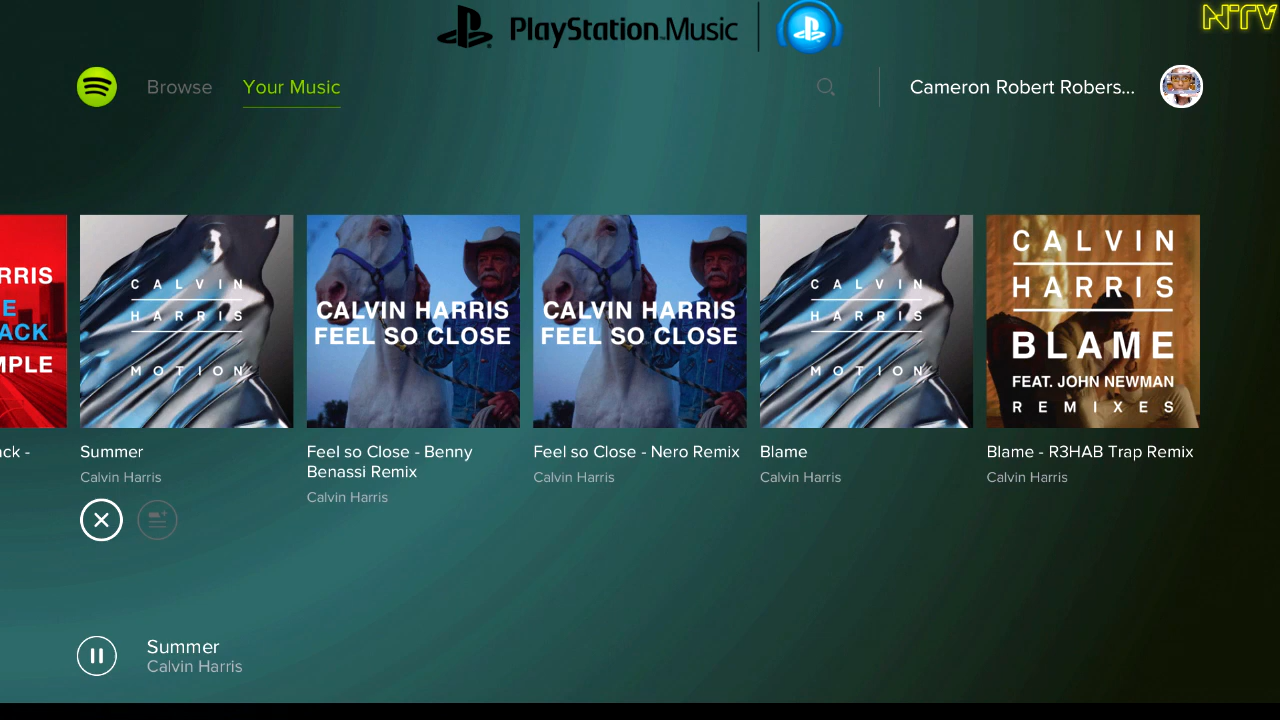 PlayStation.Music
NTV
Browse
Your Music
Cameron Robert Robers...
RRIS
E
ACK
MPLE
CALVIN
HARRIS
MOTION
CALVIN HARRIS
FEEL SO CLOSE
CALVIN HARRIS
FEEL SO CLOSE
CALVIN
HARRIS
MOTION
CALVIN
HARRIS
BLAME
FEAT. JOHN NEWMAN
REMIXES
ck -
Summer
Calvin Harris
Feel so Close - Benny
Benassi Remix
Calvin Harris
Feel so Close - Nero Remix
Calvin Harris
Blame
Calvin Harris
Blame - R3HAB Trap Remix
Calvin Harris
Summer
Calvin Harris